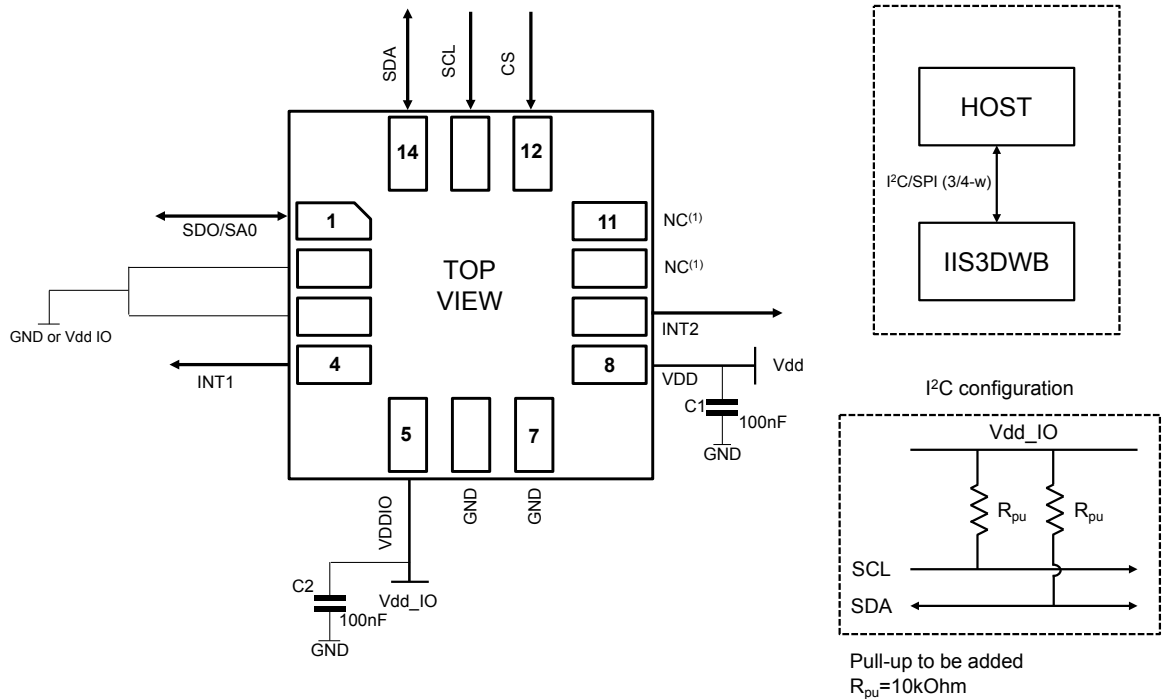 SDA
SCL
CS
14
12
1
11
NC(1)
SDO/SA0
TOP
VIEW
NC(1)
GND or Vdd IO
INT2
4
8
INT1
VDD
Vdd
C1
100nF
GND
5
7
VDDIO
GND
GND
C2
100nF
Vdd_IO
GND
HOST
I²C/SPI (3/4-w)
IIS3DWB
I²C configuration
Vdd_IO
Rpu
Rpu
SCL
SDA
Pull-up to be added
Rpu=10kOhm